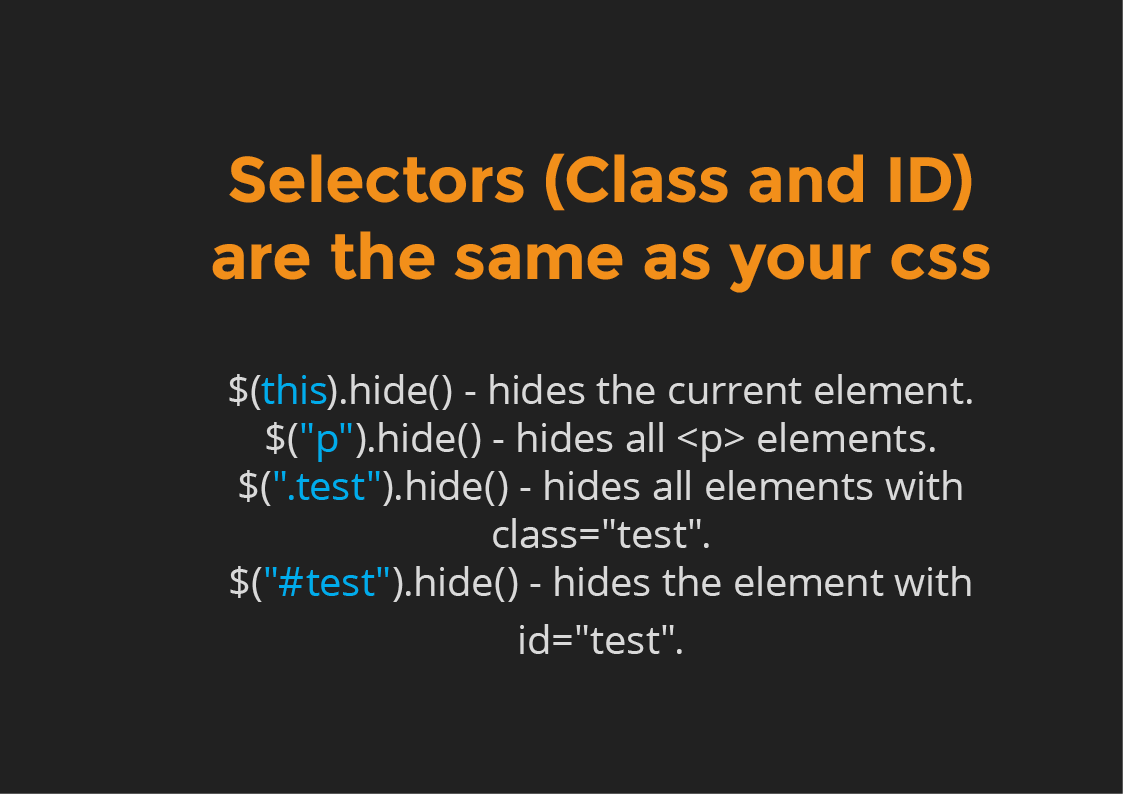 Selectors (Class and ID)
are the same as your css
$(this).hide() - hides the current element.
$("p").hide() - hides all <p> elements.
$(".test").hide() - hides all elements with
class="test".
$("#test").hide() - hides the element with
id="test".